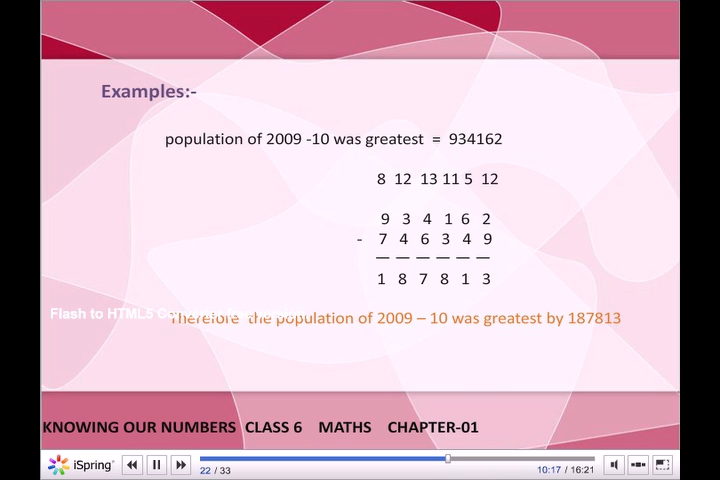 Examples:-
population of 2009 -10 was greatest = 934162
8 12 13 11 5 12
9 3 4 1 6 2
- 7 4 6 3 4 9
1 8 7 8 1 3
Flash to HTML5
Therefore the population of 2009 – 10 was greatest by 187813
KNOWING OUR NUMBERS CLASS 6 MATHS CHAPTER-01
iSpring
22 / 33
10:17 / 16:21